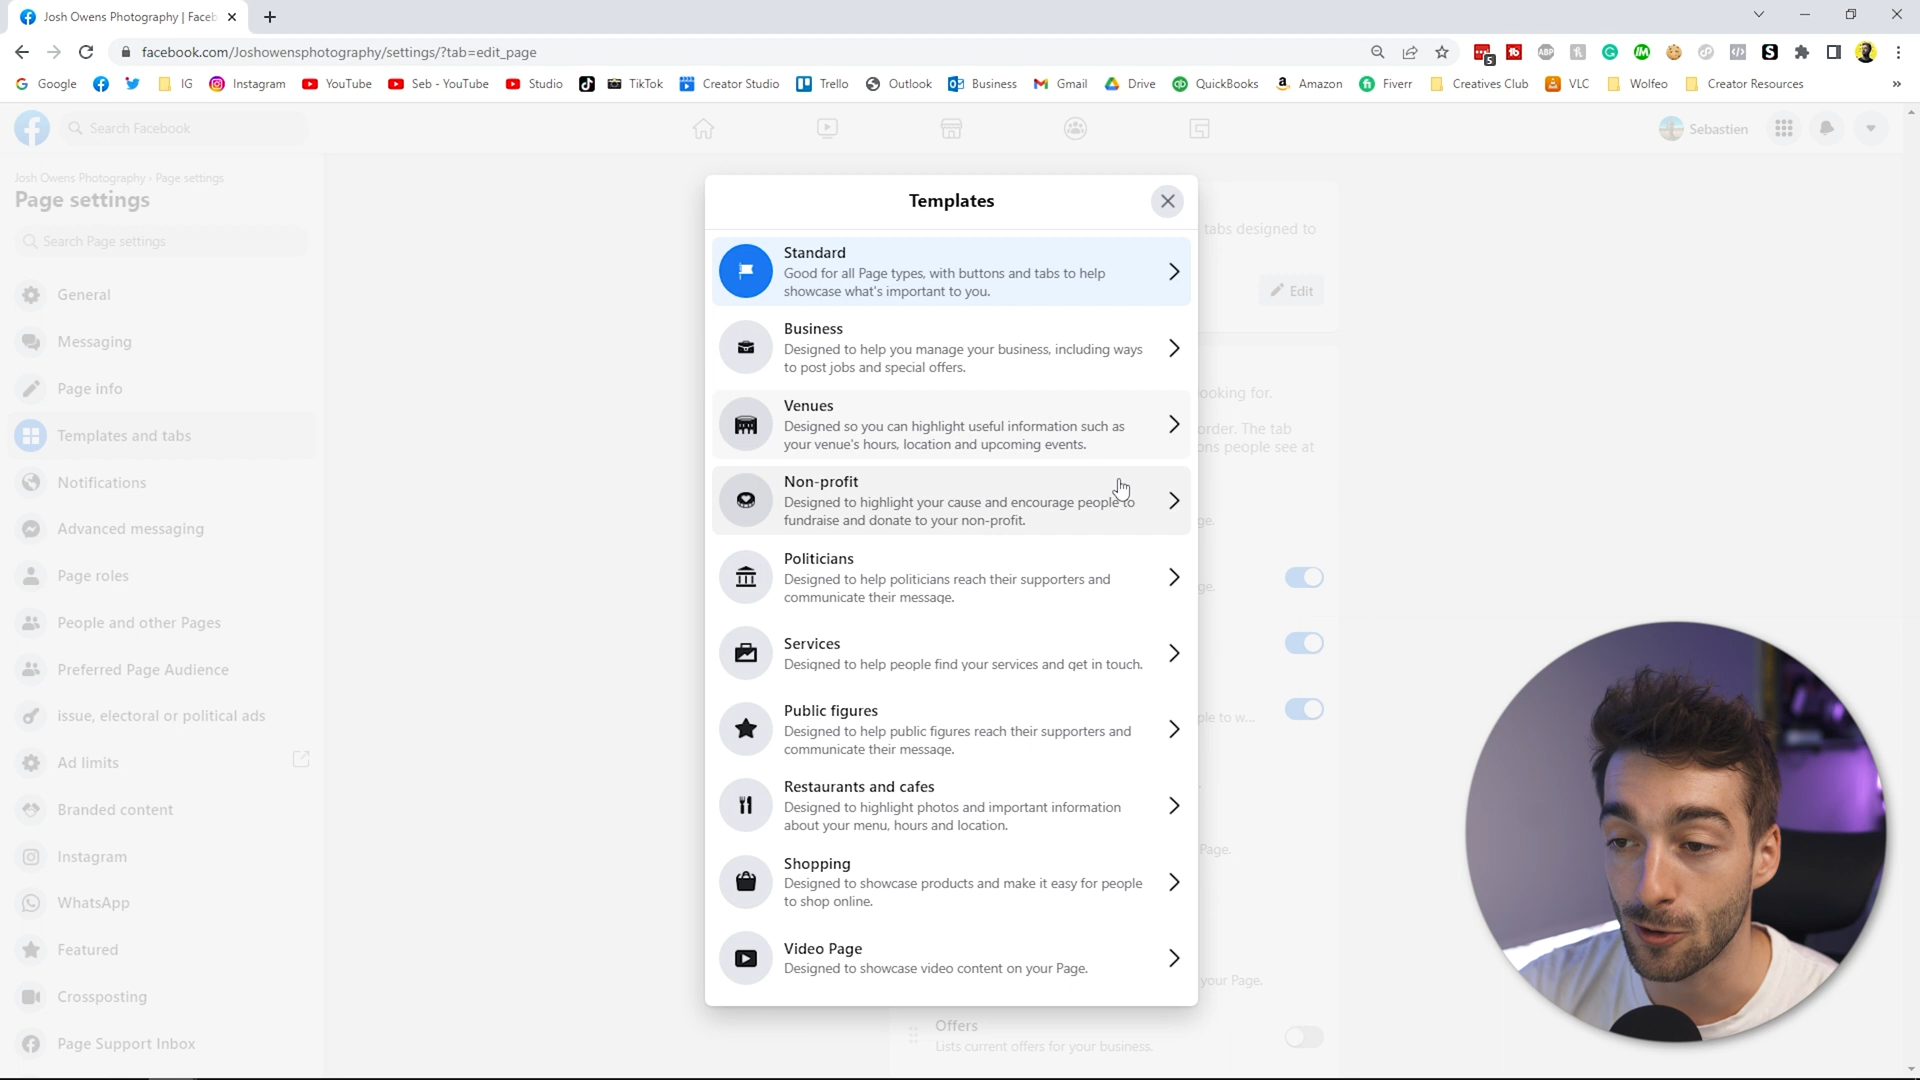 Josh Owens Photography | Faceb
facebook.com/Joshowensphotography/settings/?tab=edit_page
5
ABP
Google
IG
Instagram
YouTube
Seb - YouTube
Studio
TikTok
Creator Studio
Trello
Outlook
Business
Gmail
Drive
QuickBooks
Amazon
Fiverr
Creatives Club
VLC
Wolfeo
Creator Resources
Search Facebook
Sebastien
Josh Owens Photography › Page settings
Page settings
Search Page settings
General
Messaging
Page info
Templates and tabs
Notifications
Advanced messaging
Page roles
People and other Pages
Preferred Page Audience
issue, electoral or political ads
Ad limits
Branded content
Instagram
WhatsApp
Featured
Crossposting
Page Support Inbox
Templates
Standard
Good for all Page types, with buttons and tabs to help
showcase what's important to you.
Business
Designed to help you manage your business, including ways
to post jobs and special offers.
Venues
Designed so you can highlight useful information such as
your venue's hours, location and upcoming events.
Non-profit
Designed to highlight your cause and encourage people to
fundraise and donate to your non-profit.
Politicians
Designed to help politicians reach their supporters and
communicate their message.
Services
Designed to help people find your services and get in touch.
Public figures
Designed to help public figures reach their supporters and
communicate their message.
Restaurants and cafes
Designed to highlight photos and important information
about your menu, hours and location.
Shopping
Designed to showcase products and make it easy for people
to shop online.
Video Page
Designed to showcase video content on your Page.
tabs designed to
Edit
ooking for.
order. The tab
ons people see at
ge.
ge.
ple to w...
Page.
your Page.
Offers
Lists current offers for your business.